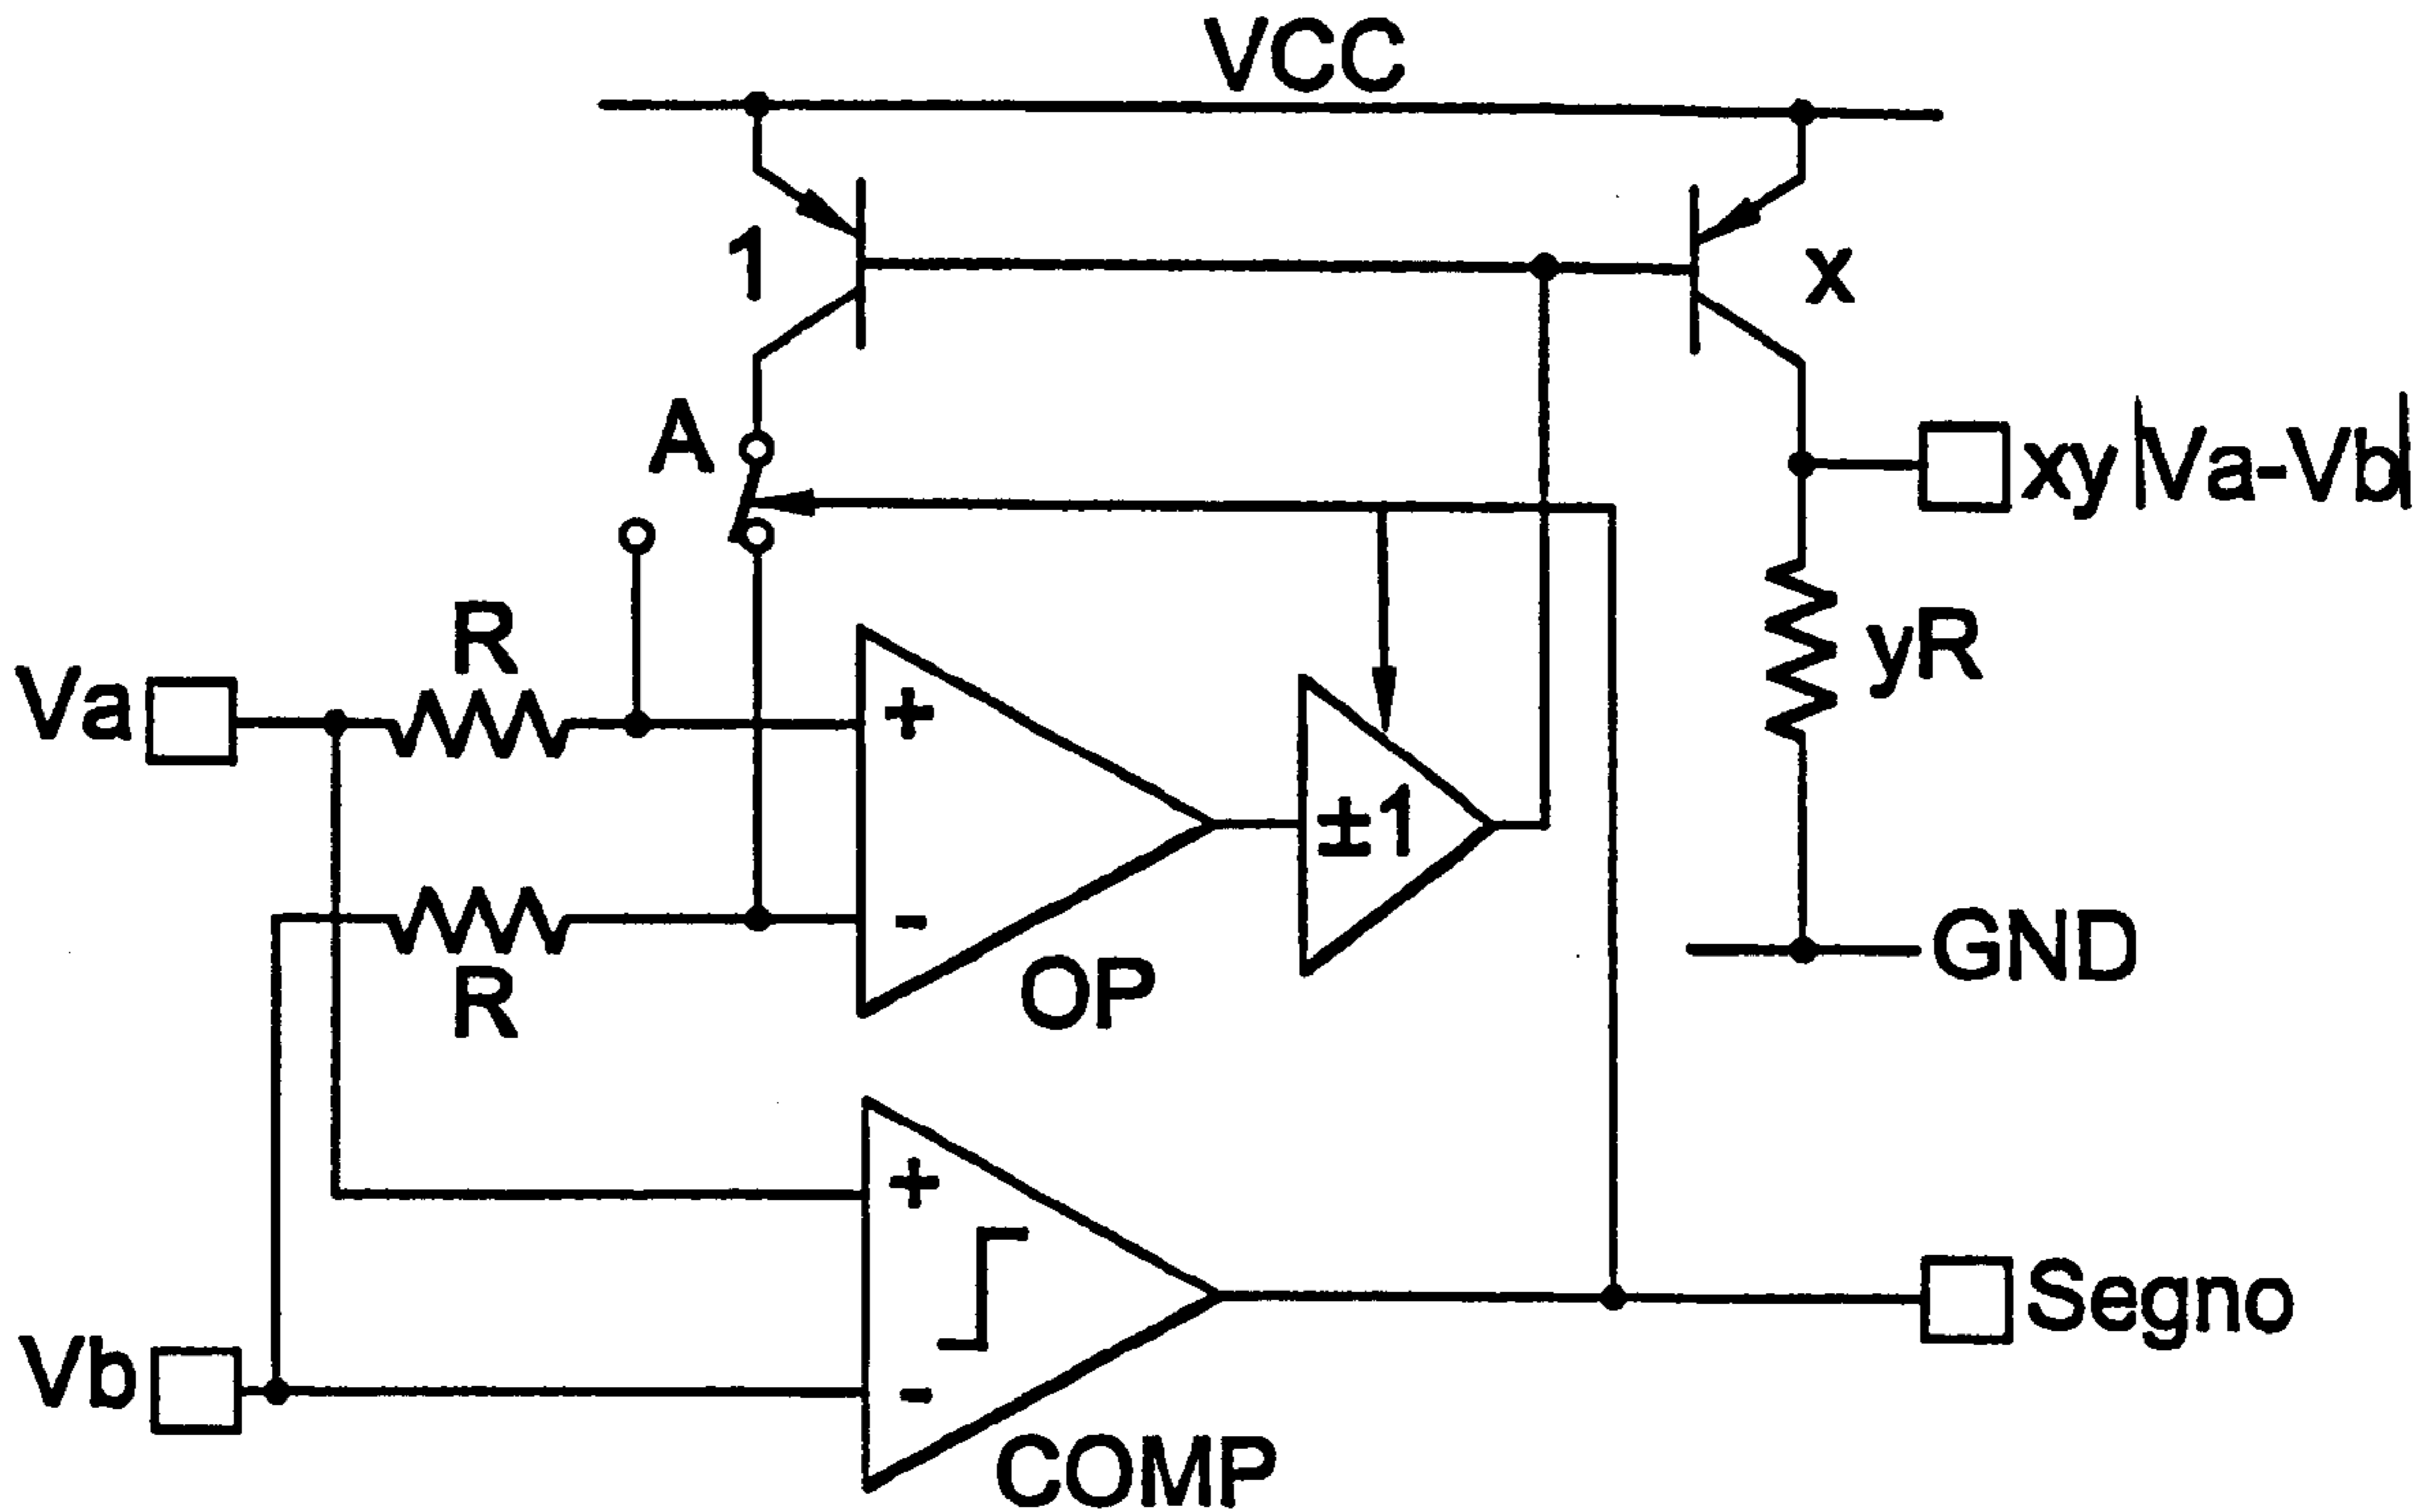 VCC
1
x
A
xy |Va-Vb|
R
yR
Va
+
±1
-
R
OP
GND
+
Segno
Vb
-
COMP